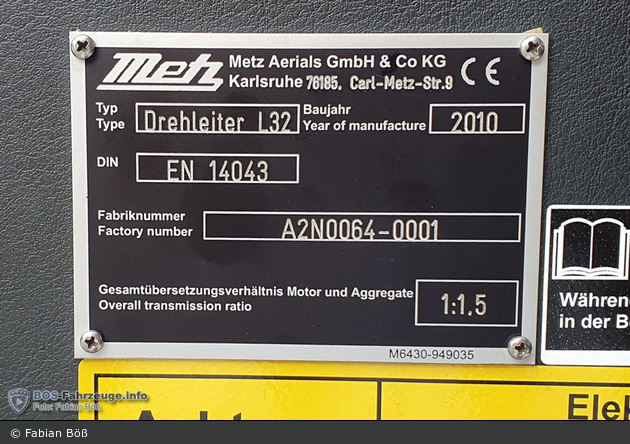 Metz
Metz Aerials GmbH & Co KG
Karlsruhe 76185, Carl-Metz-Str.9
CE
Typ
Type
Drehleiter L32
Baujahr
Year of manufacture
2010
DIN
EN 14043
Fabriknummer
Factory number
A2N0064-0001
Gesamtübersetzungsverhältnis Motor und Aggregate
Overall transmission ratio
1:1.5
M6430-949035
Während
in der B
Ele
BOS-Fahrzeuge.info
Foto: Fabian Böß
© Fabian Böß